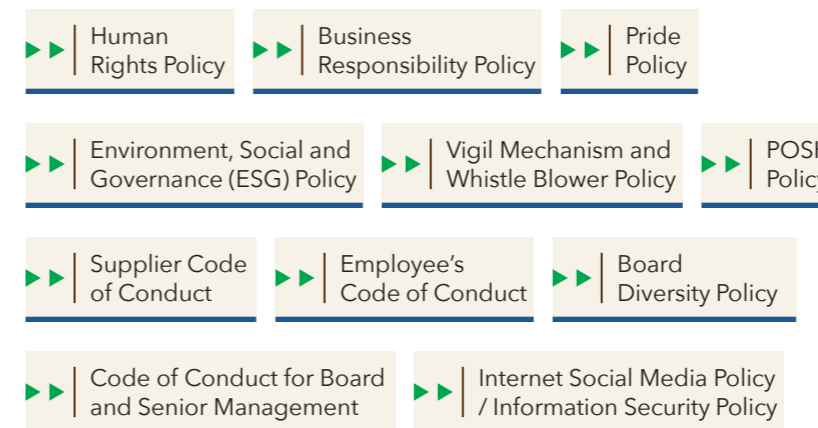 Human
Rights Policy
Business
Responsibility Policy
Pride
Policy
Environment, Social and
Governance (ESG) Policy
Vigil Mechanism and
Whistle Blower Policy
Supplier Code
of Conduct
Employee's
Code of Conduct
Board
Diversity Policy
Code of Conduct for Board
and Senior Management
Internet Social Media Policy
/ Information Security Policy